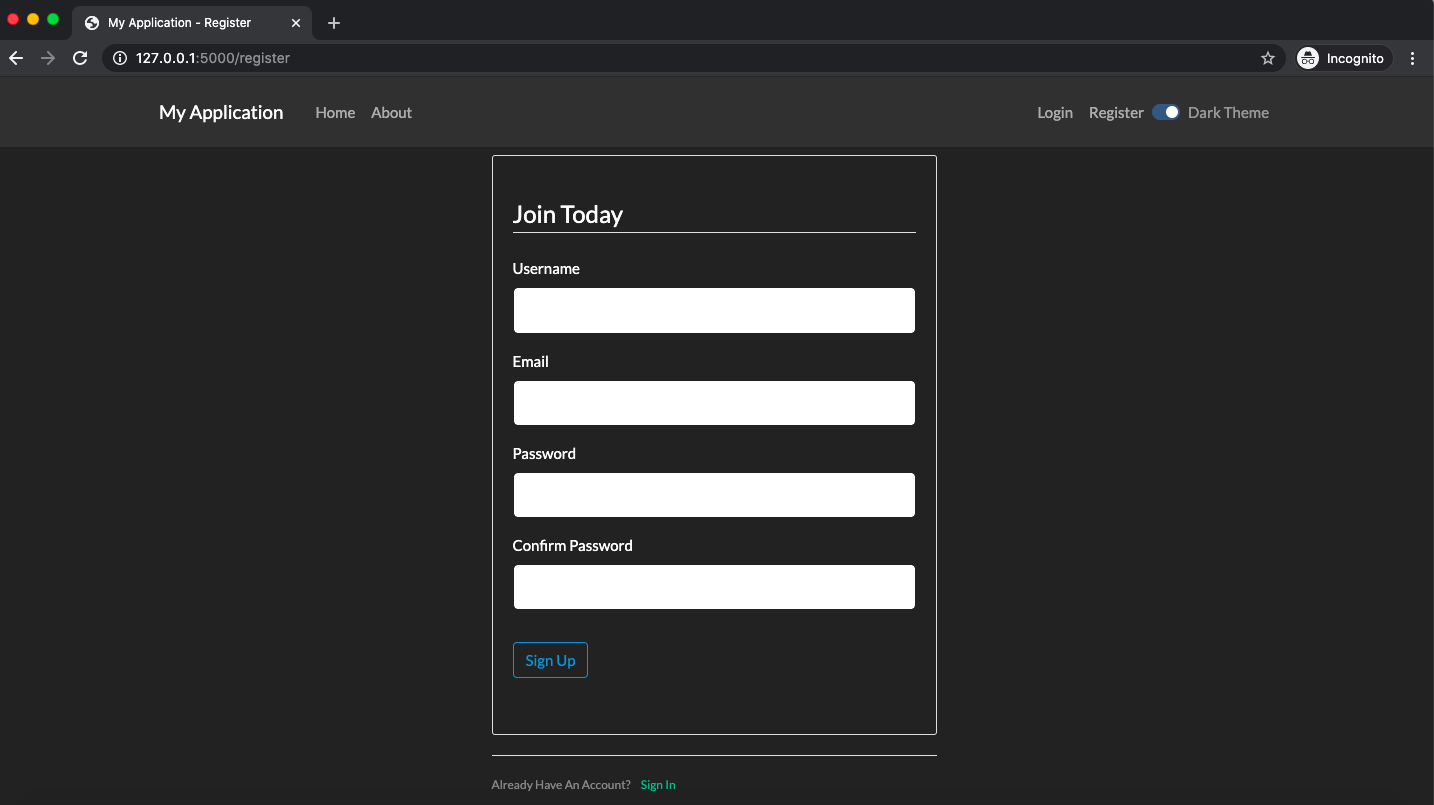 My Application - Register
127.0.0.1:5000/register
Incognito
My Application Home About Login Register Dark Theme
Join Today
Username
Email
Password
Confirm Password
Sign Up
Already Have An Account? Sign In